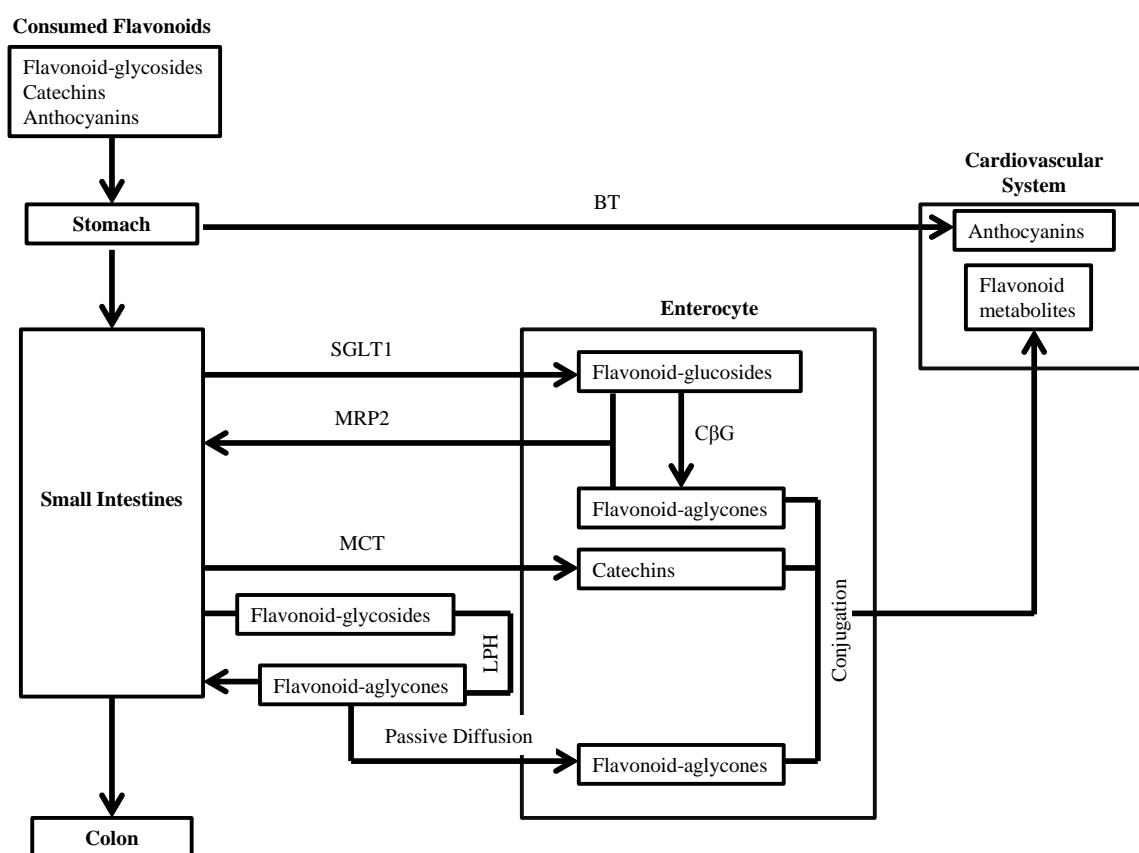 Consumed Flavonoids
Flavonoid-glycosides
Catechins
Anthocyanins
Stomach
BT
Cardiovascular
System
Anthocyanins
Flavonoid
metabolites
Enterocyte
SGLT1
Flavonoid-glucosides
MRP2
CβG
Small Intestines
Flavonoid-aglycones
MCT
Catechins
Flavonoid-glycosides
LPH
Flavonoid-aglycones
Conjugation
Passive Diffusion
Flavonoid-aglycones
Colon